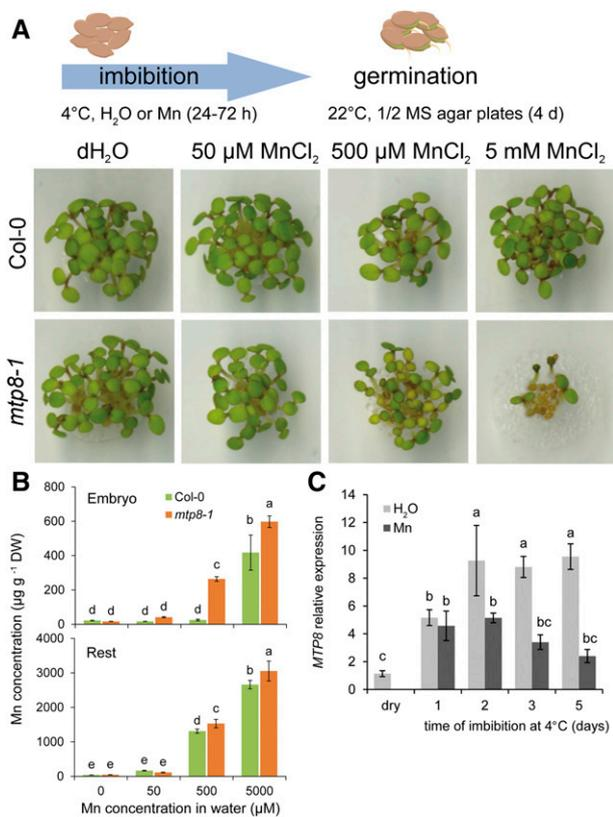 A
imbibition
germination
4°C, H₂O or Mn (24-72 h)
22°C, 1/2 MS agar plates (4 d)
dH₂O
50 µM MnCl₂
500 µM MnCl₂
5 mM MnCl₂
Col-0
mtp8-1
B
Mn concentration (µg g⁻¹ DW)
Embryo
Col-0
mtp8-1
800
600
400
200
0
d d d d d c b a
Rest
4000
3000
2000
1000
0
e e e e d c b a
0 50 500 5000
Mn concentration in water (µM)
C
MTP8 relative expression
H₂O
Mn
14
12
10
8
6
4
2
0
c b b a b a bc a bc
dry 1 2 3 5
time of imbibition at 4°C (days)